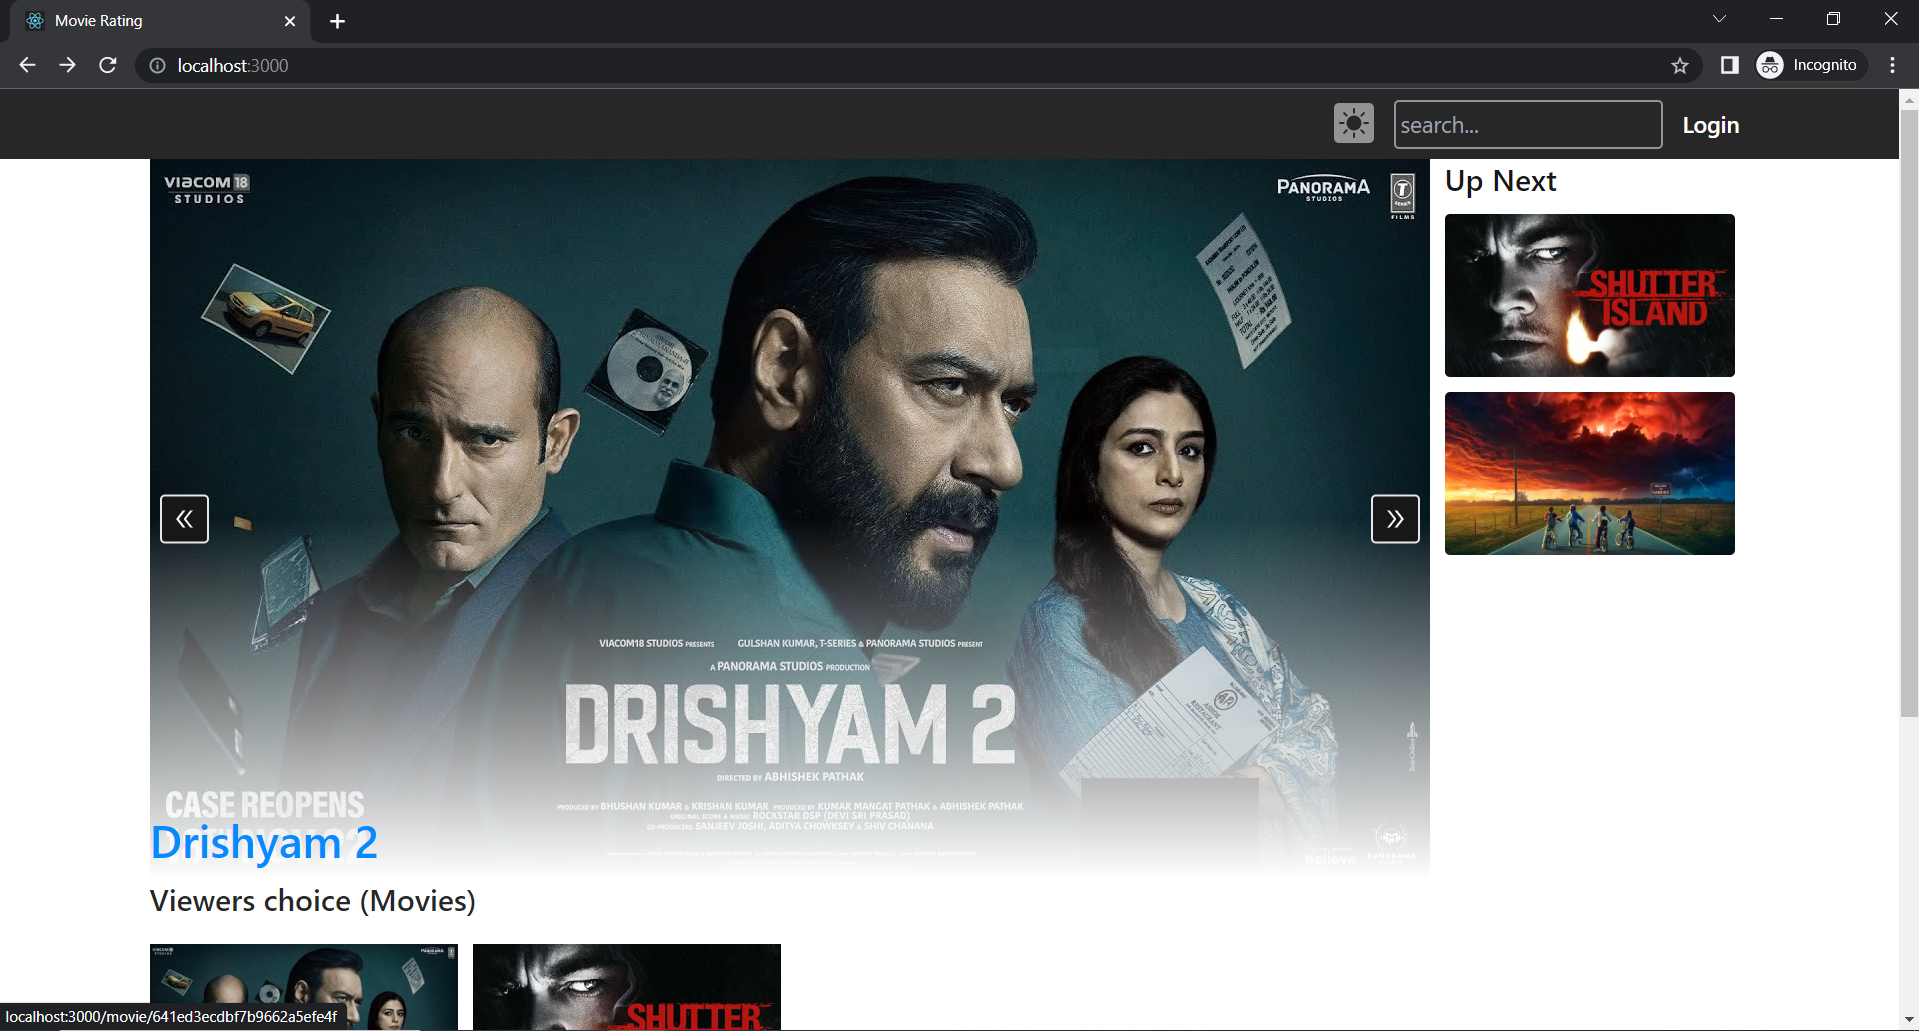 Movie Rating
localhost:3000
Incognito
search...
Login
VIACOM 18
STUDIOS
PANORAMA
STUDIOS
T
SERIES
FILMS
Up Next
SHUTTER
ISLAND
VIACOM18 STUDIOS PRESENTS GULSHAN KUMAR, T-SERIES & PANORAMA STUDIOS PRESENT
A PANORAMA STUDIOS PRODUCTION
DRISHYAM 2
DIRECTED BY ABHISHEK PATHAK
CASE REOPENS
PRODUCED BY BHUSHAN KUMAR & KRISHAN KUMAR PRODUCED BY KUMAR MANGAT PATHAK & ABHISHEK PATHAK
ORIGINAL SCORE & MUSIC ROCKSTAR DSP (DEVI SRI PRASAD)
CO-PRODUCERS SANJEEV JOSHI, ADITYA CHOWKSEY & SHIV CHANANA
believe.
PANORAMA
Drishyam 2
Viewers choice (Movies)
SHUTTER
localhost:3000/movie/641ed3ecdbf7b9662a5efe4f